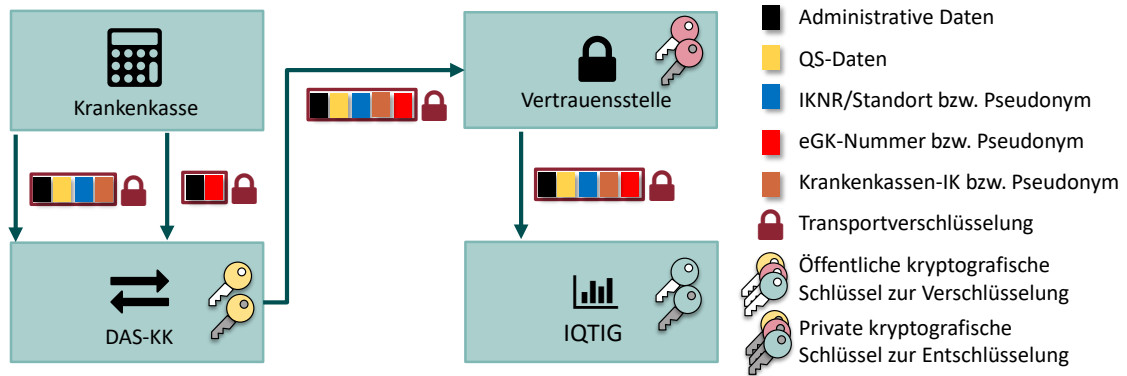 Krankenkasse
Vertrauensstelle
DAS-KK
IQTIG
Administrative Daten
QS-Daten
IKNR/Standort bzw. Pseudonym
eGK-Nummer bzw. Pseudonym
Krankenkassen-IK bzw. Pseudonym
Transportverschlüsselung
Öffentliche kryptografische
Schlüssel zur Verschlüsselung
Private kryptografische
Schlüssel zur Entschlüsselung